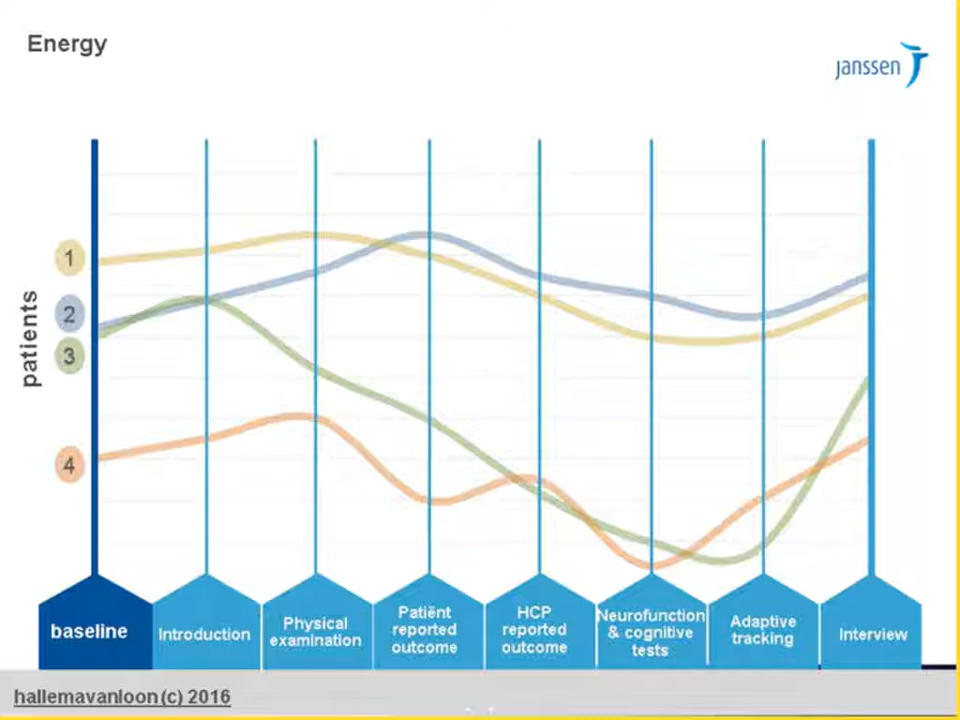 Energy
janssen
1
2
3
4
patients
baseline
Introduction
Physical
examination
Patiënt
reported
outcome
HCP
reported
outcome
Neurofunction
& cognitive
tests
Adaptive
tracking
Interview
hallemavanloon (c) 2016